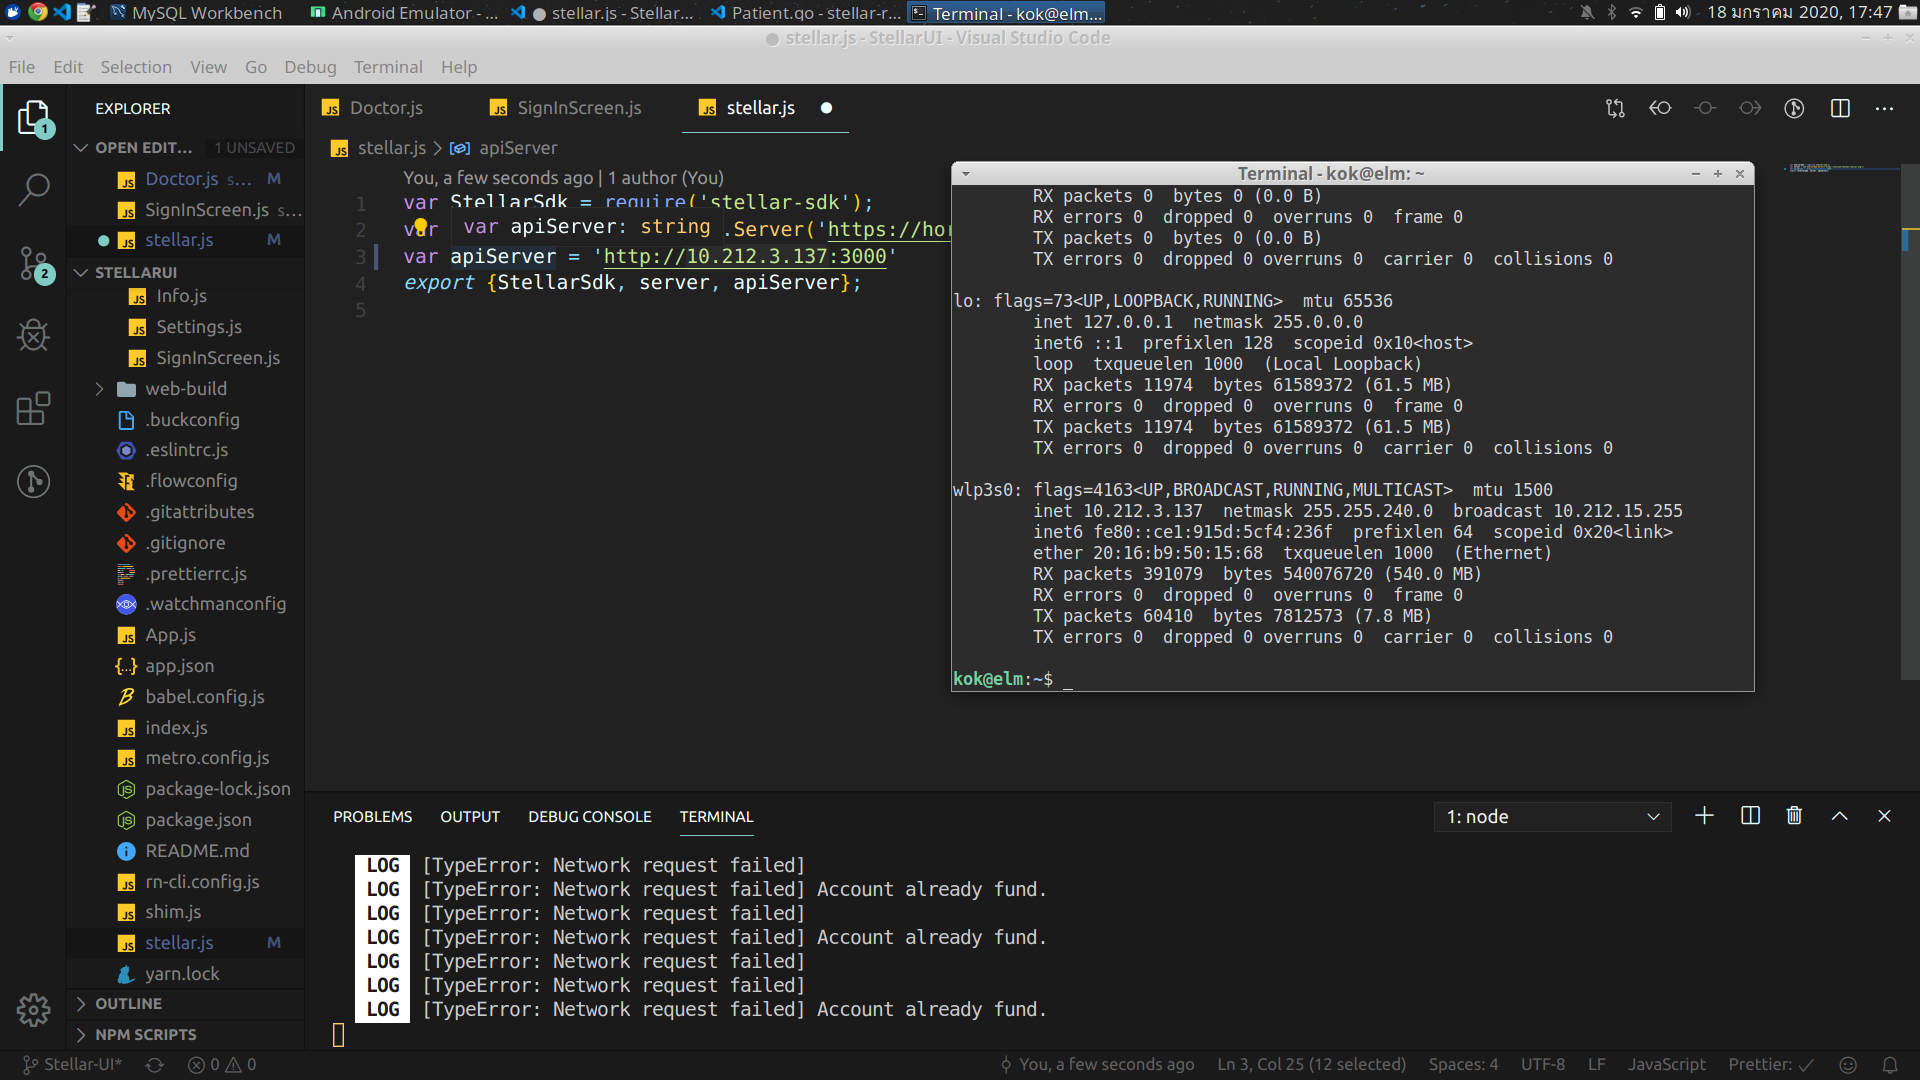 MySQL Workbench
Android Emulator - ...
stellar.js - Stellar...
Patient.go - stellar-r...
Terminal - kok@elm...
18 มกราคม 2020, 17:47
stellar.js - StellarUI - Visual Studio Code
File Edit Selection View Go Debug Terminal Help
EXPLORER
OPEN EDIT... 1 UNSAVED
Doctor.js s... M
SignInScreen.js s...
stellar.js M
STELLARUI
Info.js
Settings.js
SignInScreen.js
web-build
.buckconfig
.eslintrc.js
.flowconfig
.gitattributes
.gitignore
.prettierrc.js
.watchmanconfig
App.js
app.json
babel.config.js
index.js
metro.config.js
package-lock.json
package.json
README.md
rn-cli.config.js
shim.js
stellar.js M
yarn.lock
OUTLINE
NPM SCRIPTS
1
2
Doctor.js SignInScreen.js stellar.js
stellar.js > apiServer
You, a few seconds ago | 1 author (You)
1 var StellarSdk = require('stellar-sdk');
var apiServer: string
2 var .Server('https://hor
3 var apiServer = 'http://10.212.3.137:3000'
4 export {StellarSdk, server, apiServer};
5
Terminal - kok@elm: ~
RX packets 0 bytes 0 (0.0 B)
RX errors 0 dropped 0 overruns 0 frame 0
TX packets 0 bytes 0 (0.0 B)
TX errors 0 dropped 0 overruns 0 carrier 0 collisions 0
lo: flags=73<UP,LOOPBACK,RUNNING> mtu 65536
inet 127.0.0.1 netmask 255.0.0.0
inet6 ::1 prefixlen 128 scopeid 0x10<host>
loop txqueuelen 1000 (Local Loopback)
RX packets 11974 bytes 61589372 (61.5 MB)
RX errors 0 dropped 0 overruns 0 frame 0
TX packets 11974 bytes 61589372 (61.5 MB)
TX errors 0 dropped 0 overruns 0 carrier 0 collisions 0
wlp3s0: flags=4163<UP,BROADCAST,RUNNING,MULTICAST> mtu 1500
inet 10.212.3.137 netmask 255.255.240.0 broadcast 10.212.15.255
inet6 fe80::ce1:915d:5cf4:236f prefixlen 64 scopeid 0x20<link>
ether 20:16:b9:50:15:68 txqueuelen 1000 (Ethernet)
RX packets 391079 bytes 540076720 (540.0 MB)
RX errors 0 dropped 0 overruns 0 frame 0
TX packets 60410 bytes 7812573 (7.8 MB)
TX errors 0 dropped 0 overruns 0 carrier 0 collisions 0
kok@elm:~$ _
PROBLEMS OUTPUT DEBUG CONSOLE TERMINAL
1: node
LOG [TypeError: Network request failed]
LOG [TypeError: Network request failed] Account already fund.
LOG [TypeError: Network request failed]
LOG [TypeError: Network request failed] Account already fund.
LOG [TypeError: Network request failed]
LOG [TypeError: Network request failed]
LOG [TypeError: Network request failed] Account already fund.
Stellar-UI* 0 0
You, a few seconds ago Ln 3, Col 25 (12 selected) Spaces: 4 UTF-8 LF JavaScript Prettier: ✓